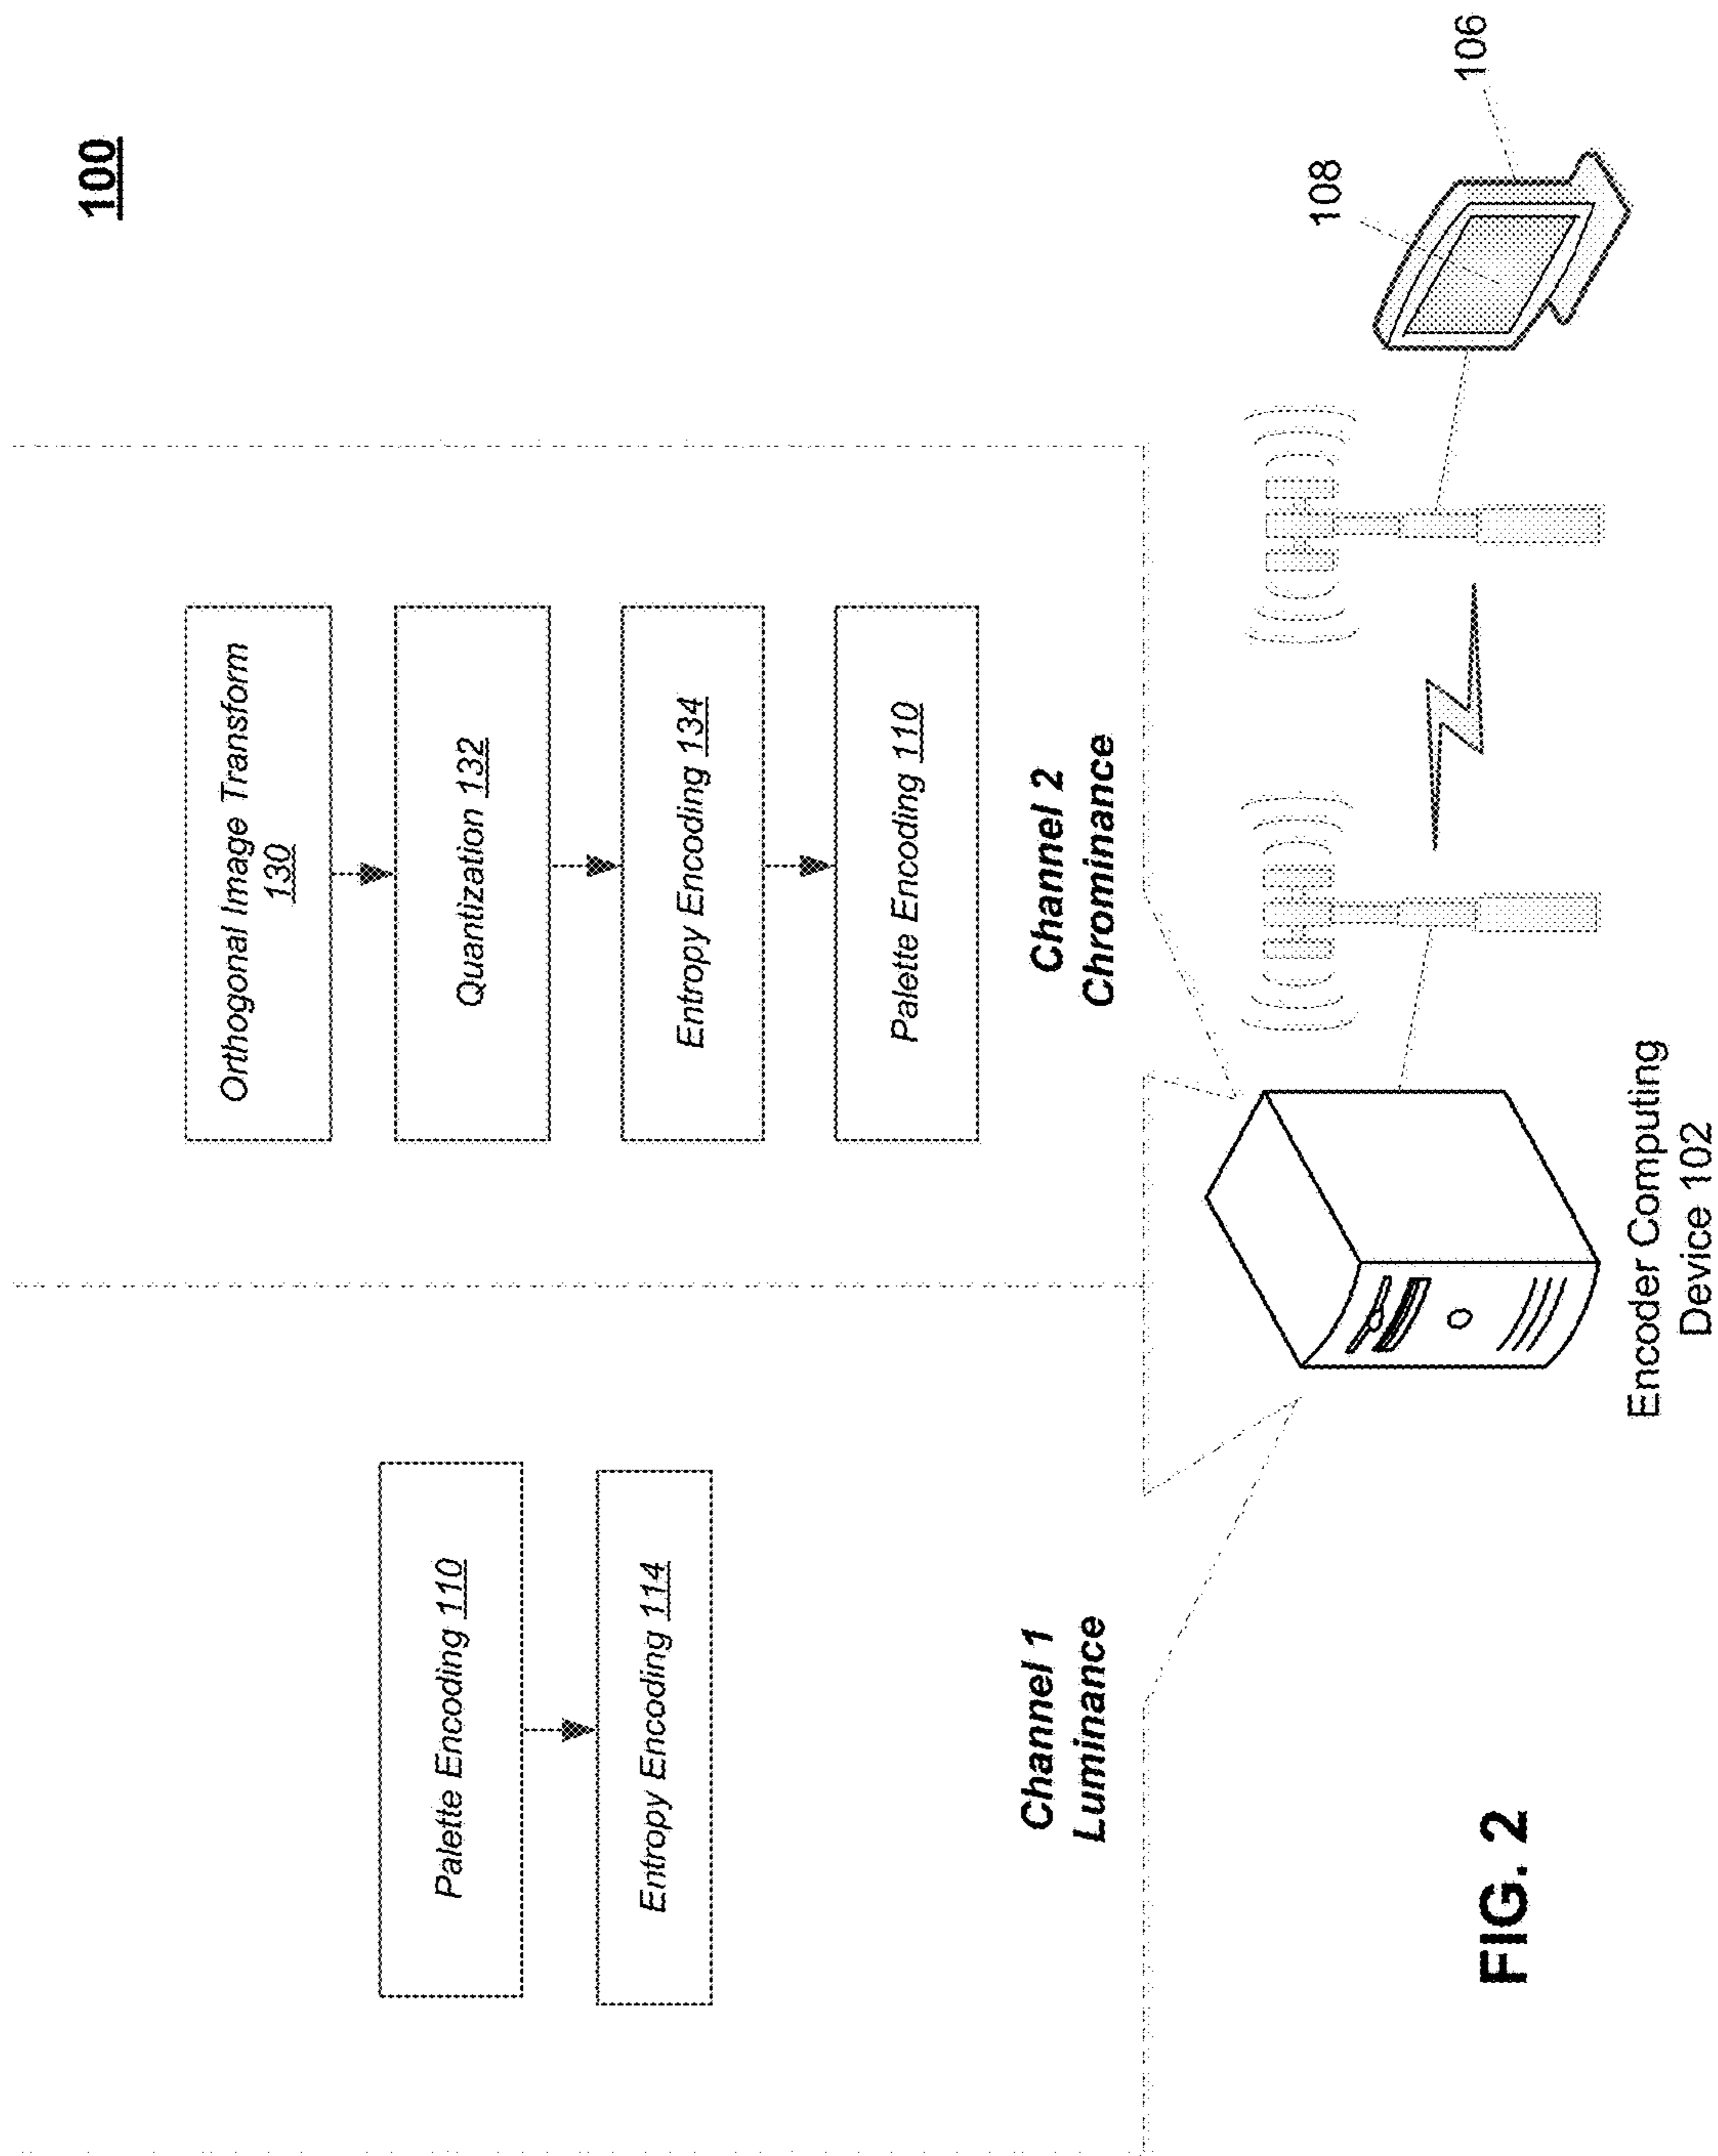 100
Palette Encoding 110
Entropy Encoding 114
Channel 1
Luminance
Orthogonal Image Transform
130
Quantization 132
Entropy Encoding 134
Palette Encoding 110
Channel 2
Chrominance
108
106
Encoder Computing
Device 102
FIG. 2